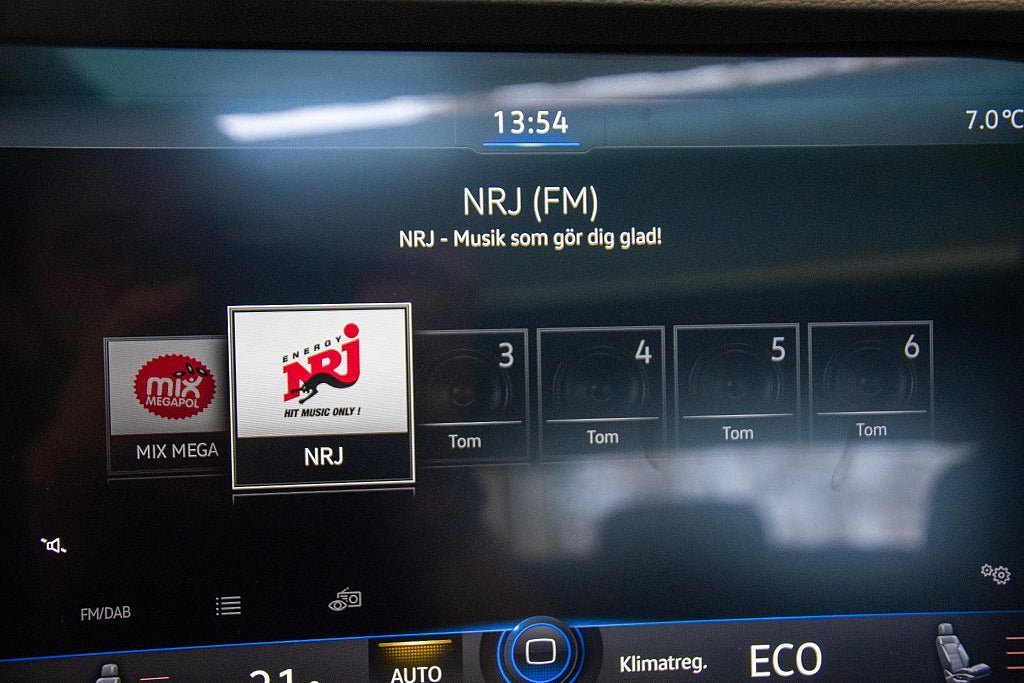 13:54
7.0°C
NRJ (FM)
NRJ - Musik som gör dig glad!
mix
MEGAPOL
MIX MEGA
ENERGY
NRJ
HIT MUSIC ONLY !
NRJ
3
Tom
4
Tom
5
Tom
6
Tom
FM/DAB
AUTO
Klimatreg.
ECO